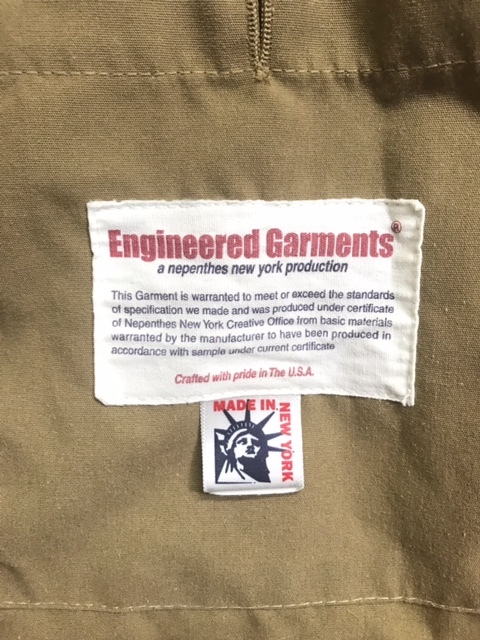 Engineered Garments®
a nepenthes new york production
This Garment is warranted to meet or exceed the standards
of specification we made and was produced under certificate
of Nepenthes New York Creative Office from basic materials
warranted by the manufacturer to have been produced in
accordance with sample under current certificate
Crafted with pride in The U.S.A.
MADE IN
NEW YORK